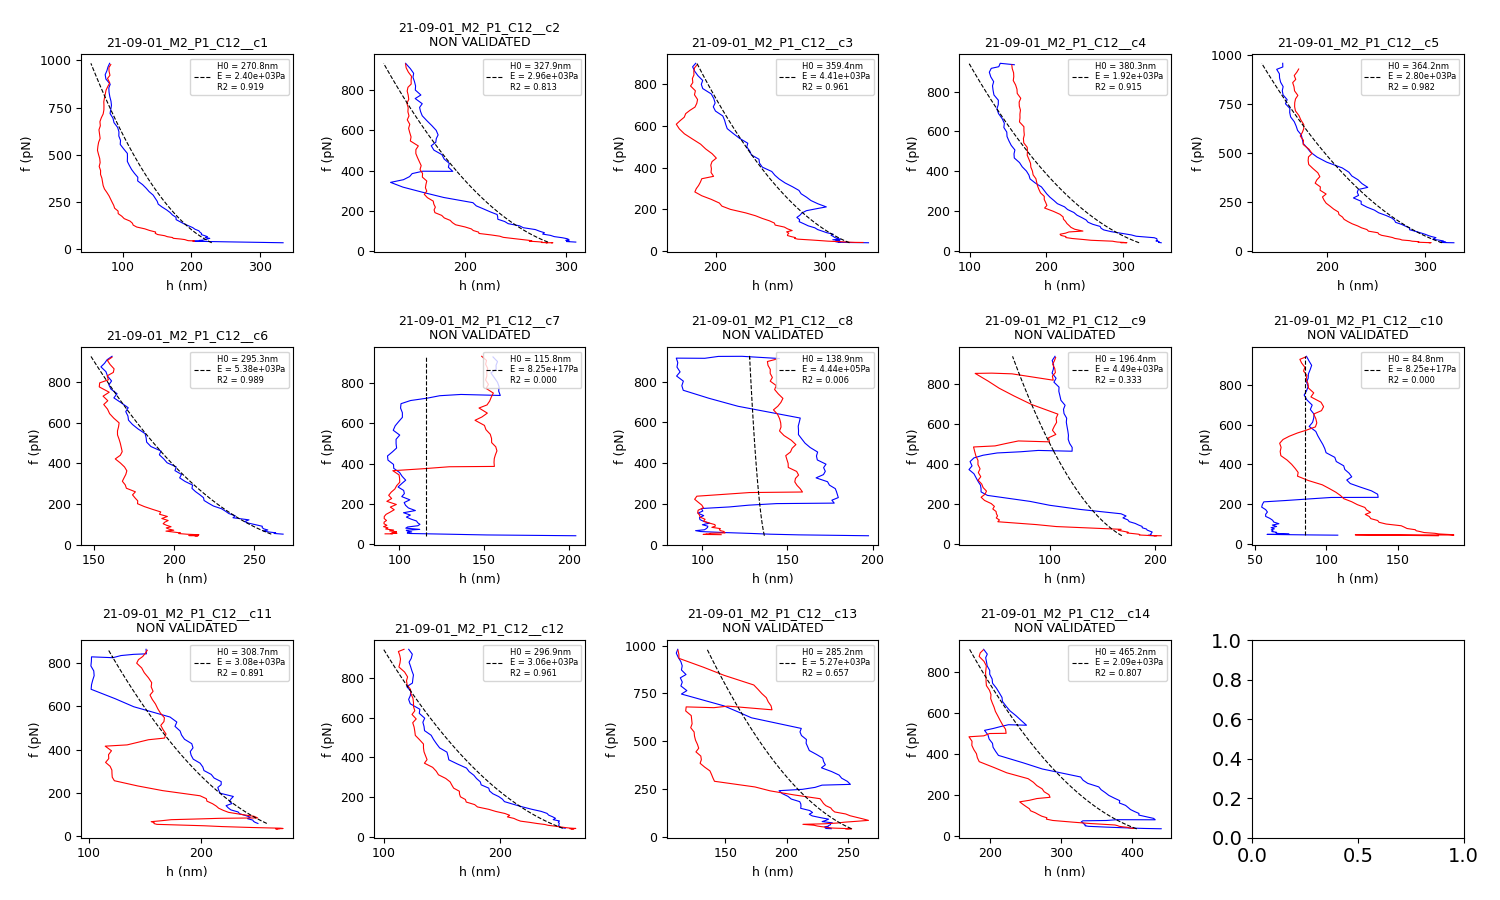 21-09-01_M2_P1_C12__c1
H0 = 270.8nm
E = 2.40e+03Pa
R2 = 0.919
f (pN)
1000
750
500
250
0
100
200
300
h (nm)
21-09-01_M2_P1_C12__c2
NON VALIDATED
H0 = 327.9nm
E = 2.96e+03Pa
R2 = 0.813
f (pN)
800
600
400
200
0
200
300
h (nm)
21-09-01_M2_P1_C12__c3
H0 = 359.4nm
E = 4.41e+03Pa
R2 = 0.961
f (pN)
800
600
400
200
0
200
300
h (nm)
21-09-01_M2_P1_C12__c4
H0 = 380.3nm
E = 1.92e+03Pa
R2 = 0.915
f (pN)
800
600
400
200
0
100
200
300
h (nm)
21-09-01_M2_P1_C12__c5
H0 = 364.2nm
E = 2.80e+03Pa
R2 = 0.982
f (pN)
1000
750
500
250
0
200
300
h (nm)
21-09-01_M2_P1_C12__c6
H0 = 295.3nm
E = 5.38e+03Pa
R2 = 0.989
f (pN)
800
600
400
200
0
150
200
250
h (nm)
21-09-01_M2_P1_C12__c7
NON VALIDATED
H0 = 115.8nm
E = 8.25e+17Pa
R2 = 0.000
f (pN)
800
600
400
200
0
100
150
200
h (nm)
21-09-01_M2_P1_C12__c8
NON VALIDATED
H0 = 138.9nm
E = 4.44e+05Pa
R2 = 0.006
f (pN)
800
600
400
200
0
100
150
200
h (nm)
21-09-01_M2_P1_C12__c9
NON VALIDATED
H0 = 196.4nm
E = 4.49e+03Pa
R2 = 0.333
f (pN)
800
600
400
200
0
100
200
h (nm)
21-09-01_M2_P1_C12__c10
NON VALIDATED
H0 = 84.8nm
E = 8.25e+17Pa
R2 = 0.000
f (pN)
800
600
400
200
0
50
100
150
h (nm)
21-09-01_M2_P1_C12__c11
NON VALIDATED
H0 = 308.7nm
E = 3.08e+03Pa
R2 = 0.891
f (pN)
800
600
400
200
0
100
200
h (nm)
21-09-01_M2_P1_C12__c12
H0 = 296.9nm
E = 3.06e+03Pa
R2 = 0.961
f (pN)
800
600
400
200
0
100
200
h (nm)
21-09-01_M2_P1_C12__c13
NON VALIDATED
H0 = 285.2nm
E = 5.27e+03Pa
R2 = 0.657
f (pN)
1000
750
500
250
0
150
200
250
h (nm)
21-09-01_M2_P1_C12__c14
NON VALIDATED
H0 = 465.2nm
E = 2.09e+03Pa
R2 = 0.807
f (pN)
800
600
400
200
0
200
300
400
h (nm)
1.0
0.8
0.6
0.4
0.2
0.0
0.0
0.5
1.0